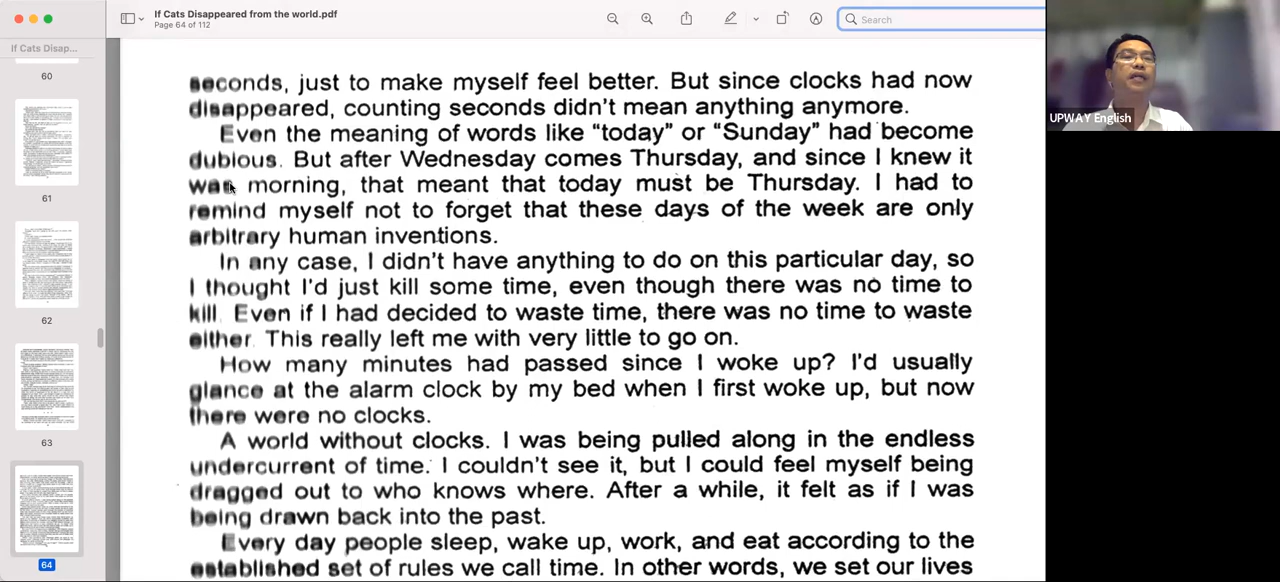 If Cats Disappeared from the world.pdf
Page 64 of 112
Search
If Cats Disap...
60
61
62
63
64
seconds, just to make myself feel better. But since clocks had now
disappeared, counting seconds didn't mean anything anymore.
Even the meaning of words like “today” or “Sunday” had become
dubious. But after Wednesday comes Thursday, and since I knew it
was morning, that meant that today must be Thursday. I had to
remind myself not to forget that these days of the week are only
arbitrary human inventions.
In any case, I didn't have anything to do on this particular day, so
I thought I'd just kill some time, even though there was no time to
kill. Even if I had decided to waste time, there was no time to waste
either. This really left me with very little to go on.
How many minutes had passed since I woke up? I'd usually
glance at the alarm clock by my bed when I first woke up, but now
there were no clocks.
A world without clocks. I was being pulled along in the endless
undercurrent of time. I couldn't see it, but I could feel myself being
dragged out to who knows where. After a while, it felt as if I was
being drawn back into the past.
Every day people sleep, wake up, work, and eat according to the
established set of rules we call time. In other words, we set our lives
UPWAY English